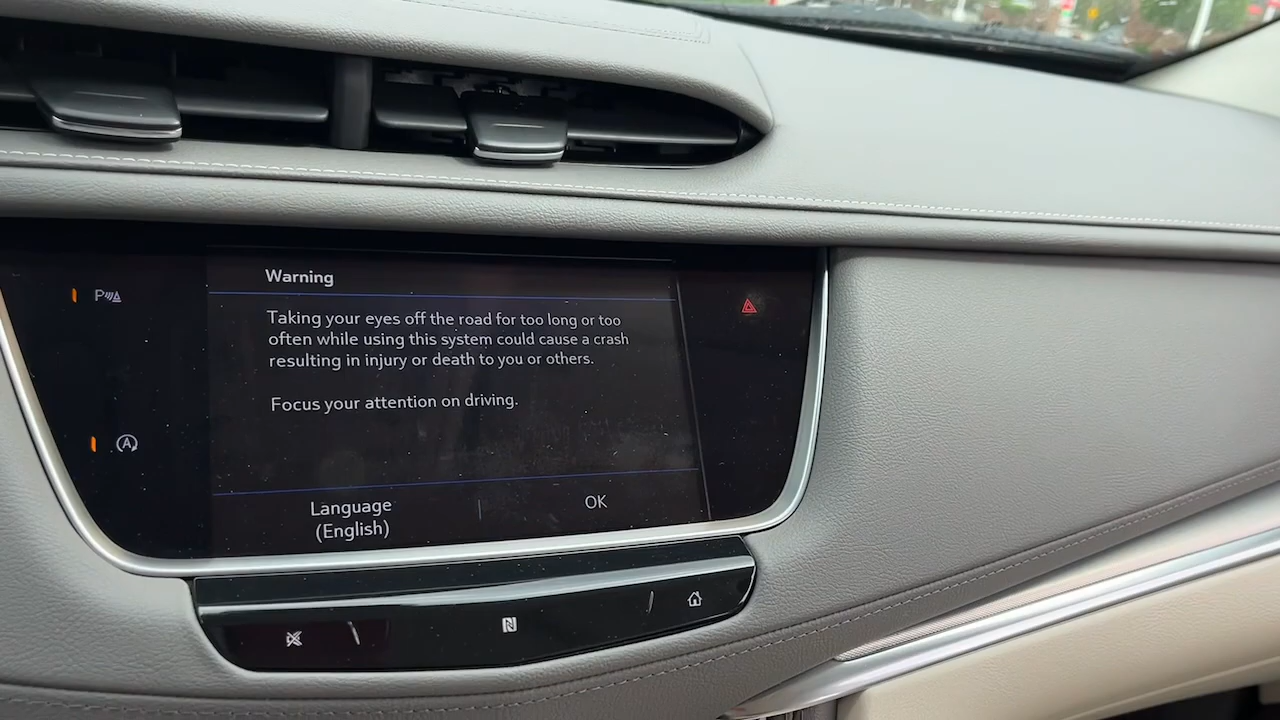 Warning
Taking your eyes off the road for too long or too
often while using this system could cause a crash
resulting in injury or death to you or others.
Focus your attention on driving.
Language
(English)
OK
P
A
N